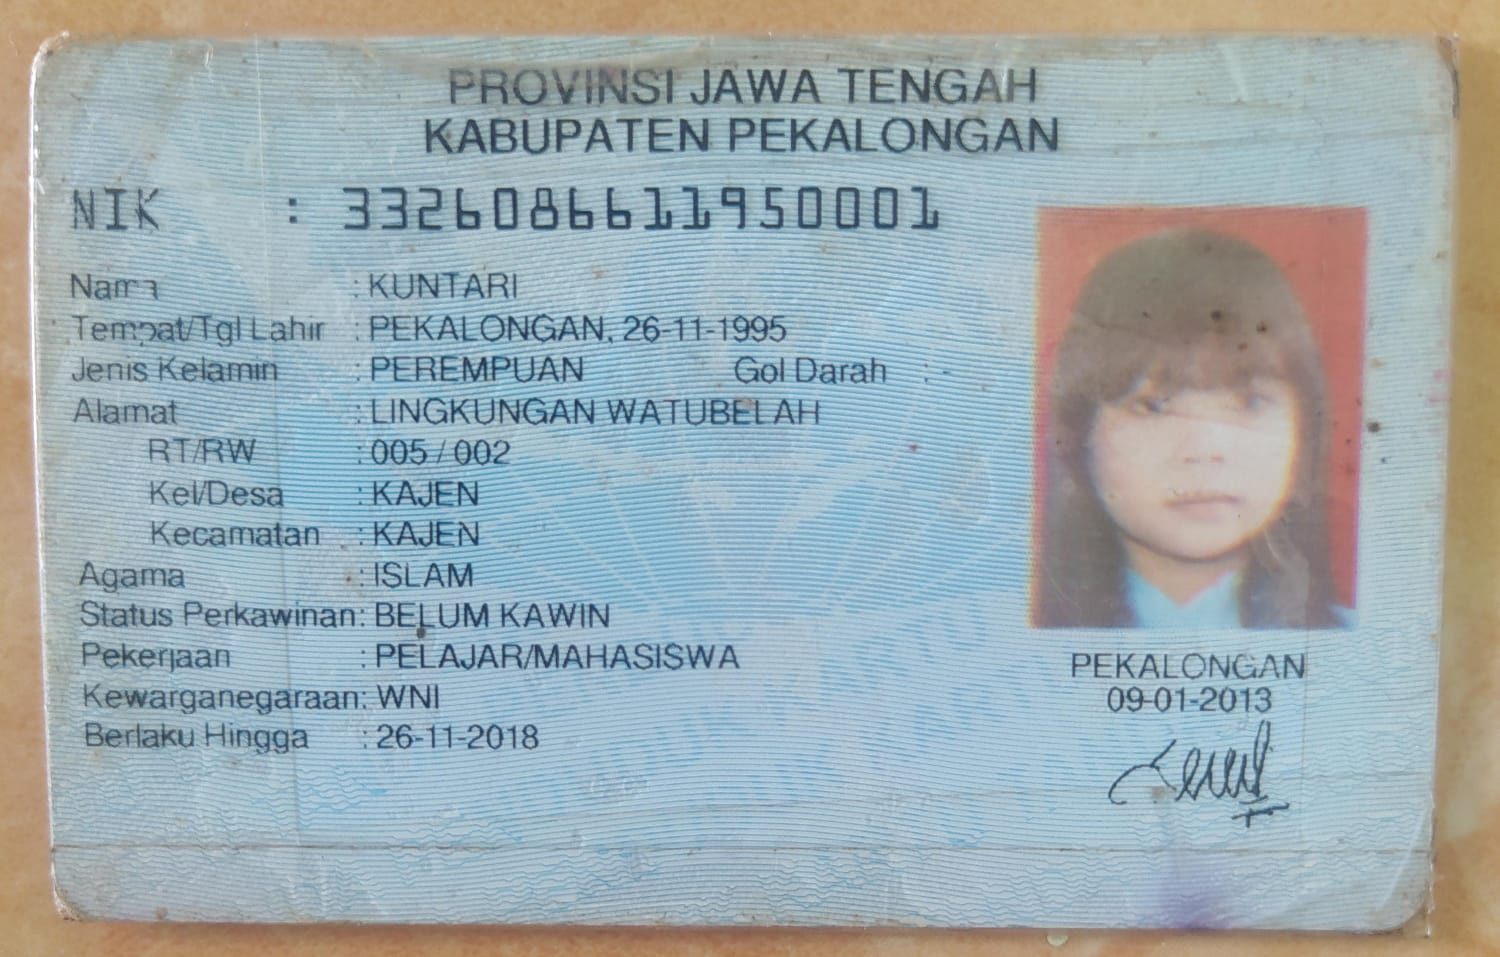 PROVINSI JAWA TENGAH
KABUPATEN PEKALONGAN
NIK : 3326086611950001
Nama : KUNTARI
Tempat/Tgl Lahir : PEKALONGAN, 26-11-1995
Jenis Kelamin : PEREMPUAN Gol Darah : -
Alamat : LINGKUNGAN WATUBELAH
RT/RW : 005 / 002
Kel/Desa : KAJEN
Kecamatan : KAJEN
Agama : ISLAM
Status Perkawinan: BELUM KAWIN
Pekerjaan : PELAJAR/MAHASISWA
Kewarganegaraan: WNI
Berlaku Hingga : 26-11-2018
PEKALONGAN
09-01-2013